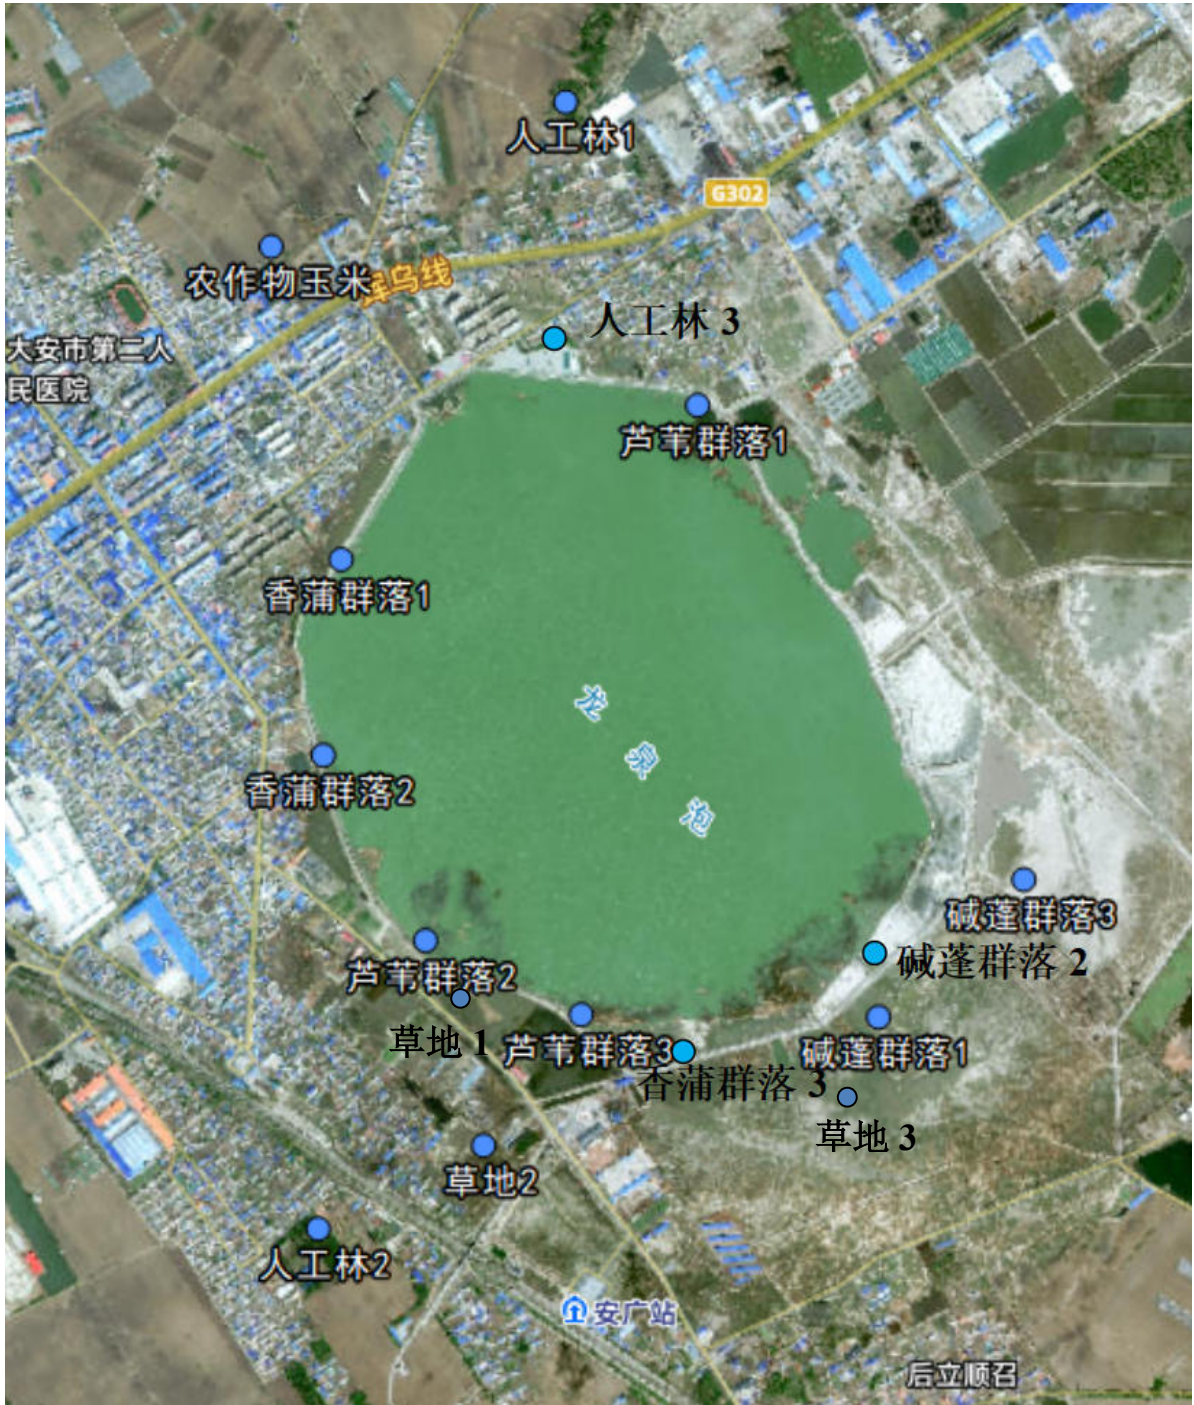 人工林1
G302
农作物玉米
珲乌线
人工林 3
大安市第二人
民医院
芦苇群落1
香蒲群落1
龙
泉
泡
香蒲群落2
碱蓬群落3
碱蓬群落 2
芦苇群落2
草地 1
芦苇群落3
碱蓬群落1
香蒲群落 3
草地 3
草地2
人工林2
安广站
后立顺召